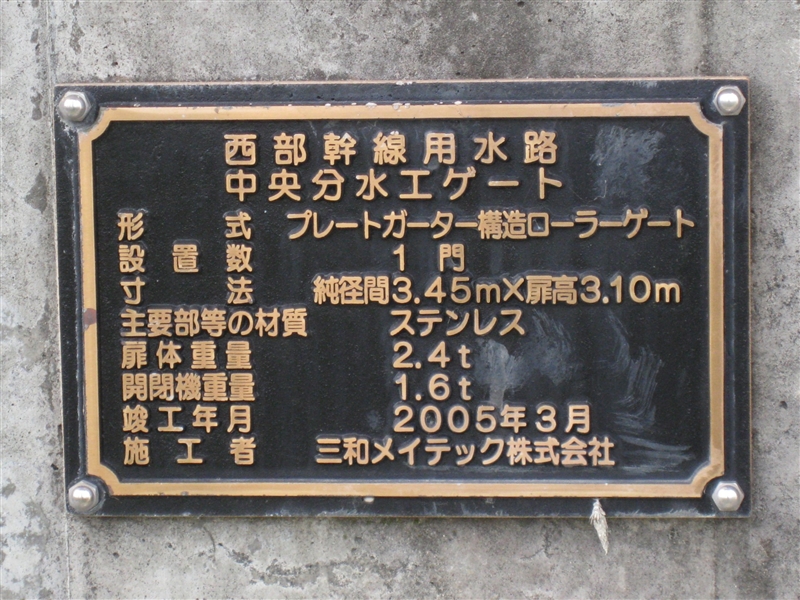 西部幹線用水路
中央分水工ゲート
形式 プレートガーター構造ローラーゲート
設置数 1門
寸法 純径間3.45m×扉高3.10m
主要部等の材質 ステンレス
扉体重量 2.4t
開閉機重量 1.6t
竣工年月 2005年3月
施工者 三和メイテック株式会社